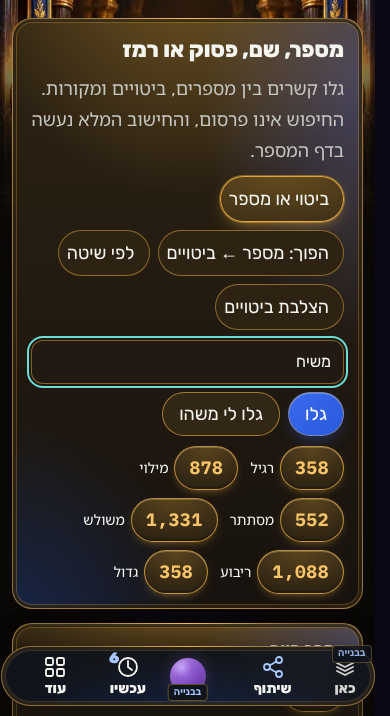 מספר, שם, פסוק או רמז
גלו קשרים בין מספרים, ביטויים ומקורות.
החיפוש אינו פרסום, והחישוב המלא נעשה
בדף המספר.
ביטוי או מספר
הפוך: מספר ← ביטויים
לפי שיטה
הצלבת ביטויים
משיח
גלו
גלו לי משהו
358 רגיל 878 מילוי
552 מסתתר 1,331 משולש
1,088 ריבוע 358 גדול
בבנייה
כאן
שיתוף
בבנייה
6
עכשיו
עוד